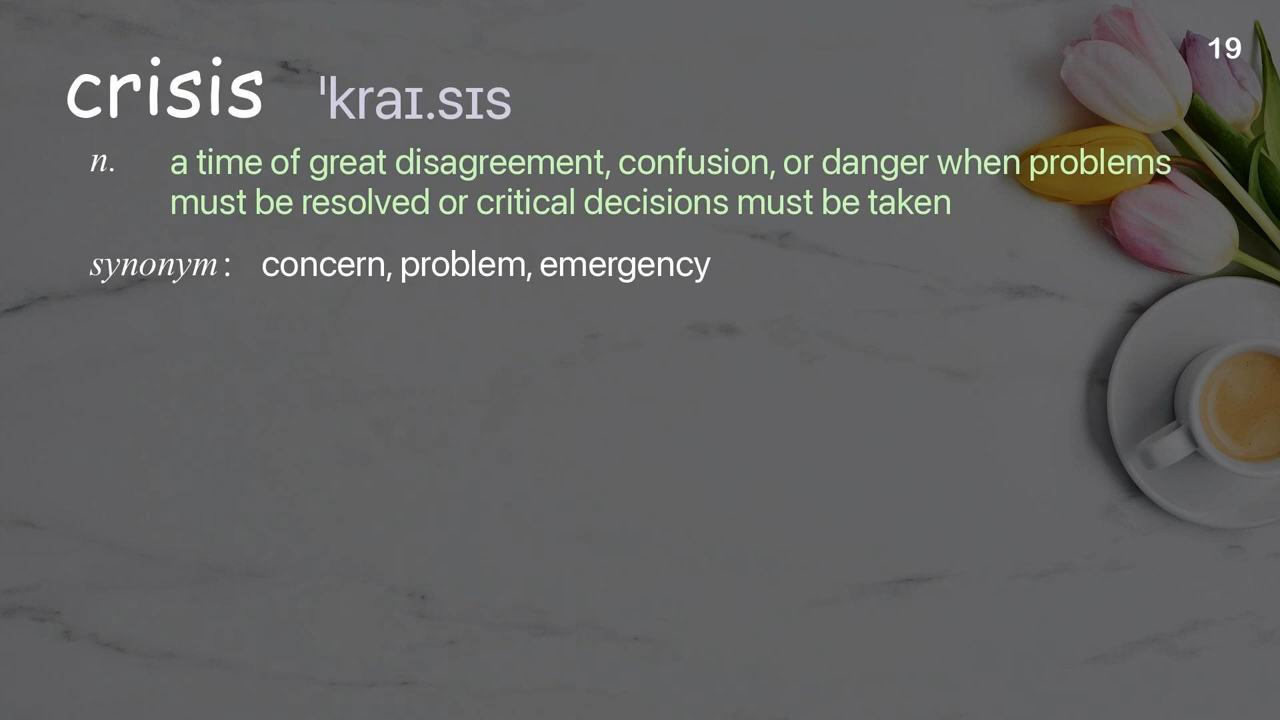 19
crisis ˈkraɪ.sɪs
n. a time of great disagreement, confusion, or danger when problems
must be resolved or critical decisions must be taken
synonym : concern, problem, emergency